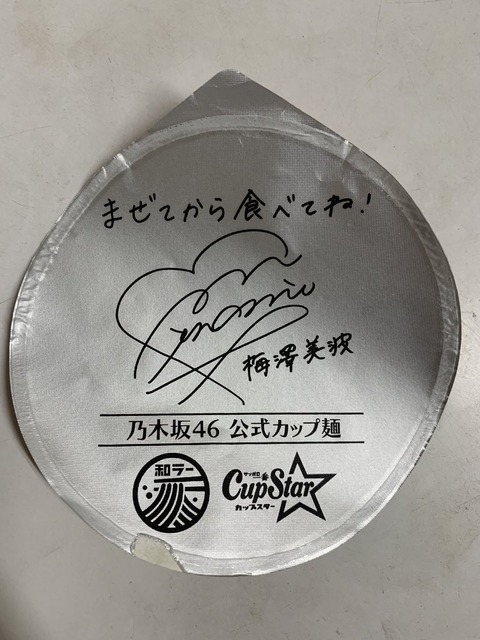 まぜてから食べてね!
梅澤美波
乃木坂46 公式カップ麺
和ラー
サッポロ一番
CupStar
カップスター